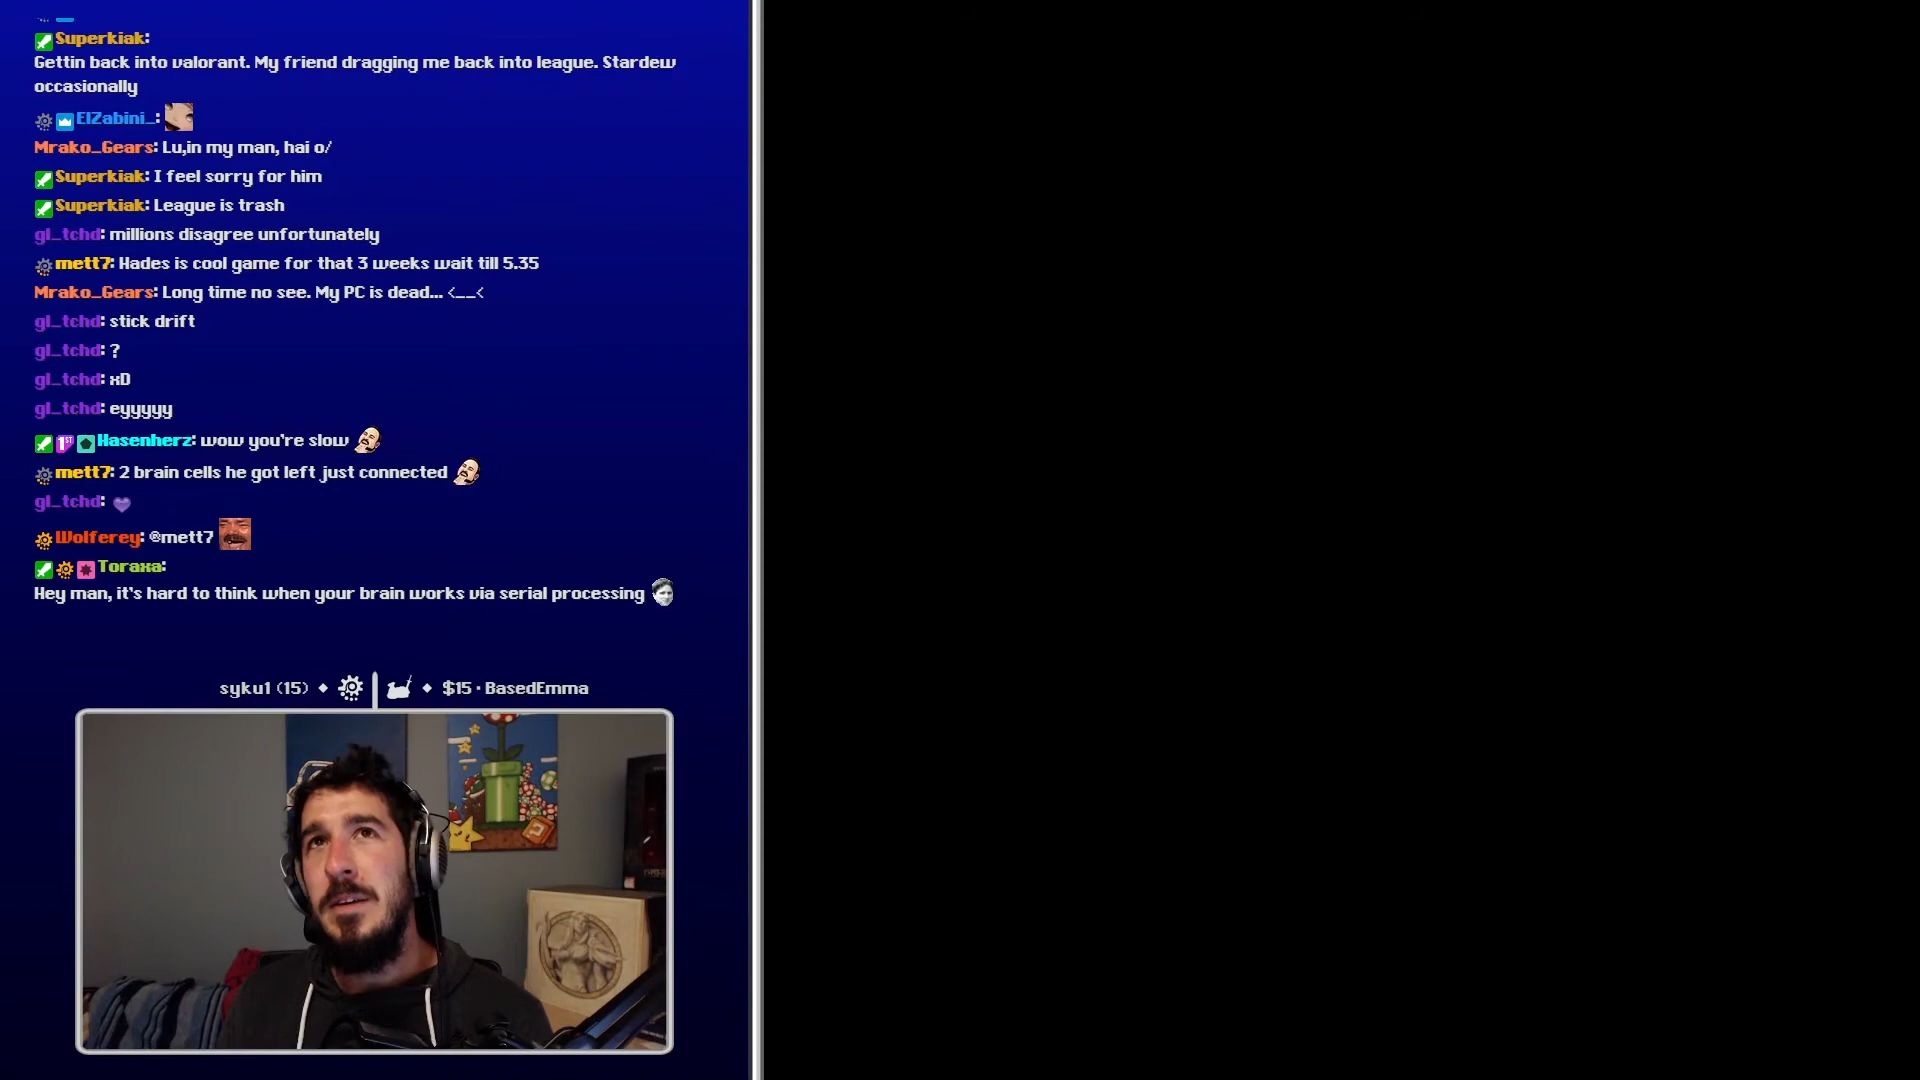 Superkiak:
Gettin back into valorant. My friend dragging me back into league. Stardew
occasionally
ElZabini_:
Mrako_Gears: Lu,in my man, hai o/
Superkiak: I feel sorry for him
Superkiak: League is trash
gl_tchd: millions disagree unfortunately
mett7: Hades is cool game for that 3 weeks wait till 5.35
Mrako_Gears: Long time no see. My PC is dead... <__<
gl_tchd: stick drift
gl_tchd: ?
gl_tchd: xD
gl_tchd: eyyyyy
1ST Hasenherz: wow you're slow
mett7: 2 brain cells he got left just connected
gl_tchd:
Wolferey: @mett7
Toraxa:
Hey man, it's hard to think when your brain works via serial processing
syku1 (15) ◆ ◆ $15 · BasedEmma